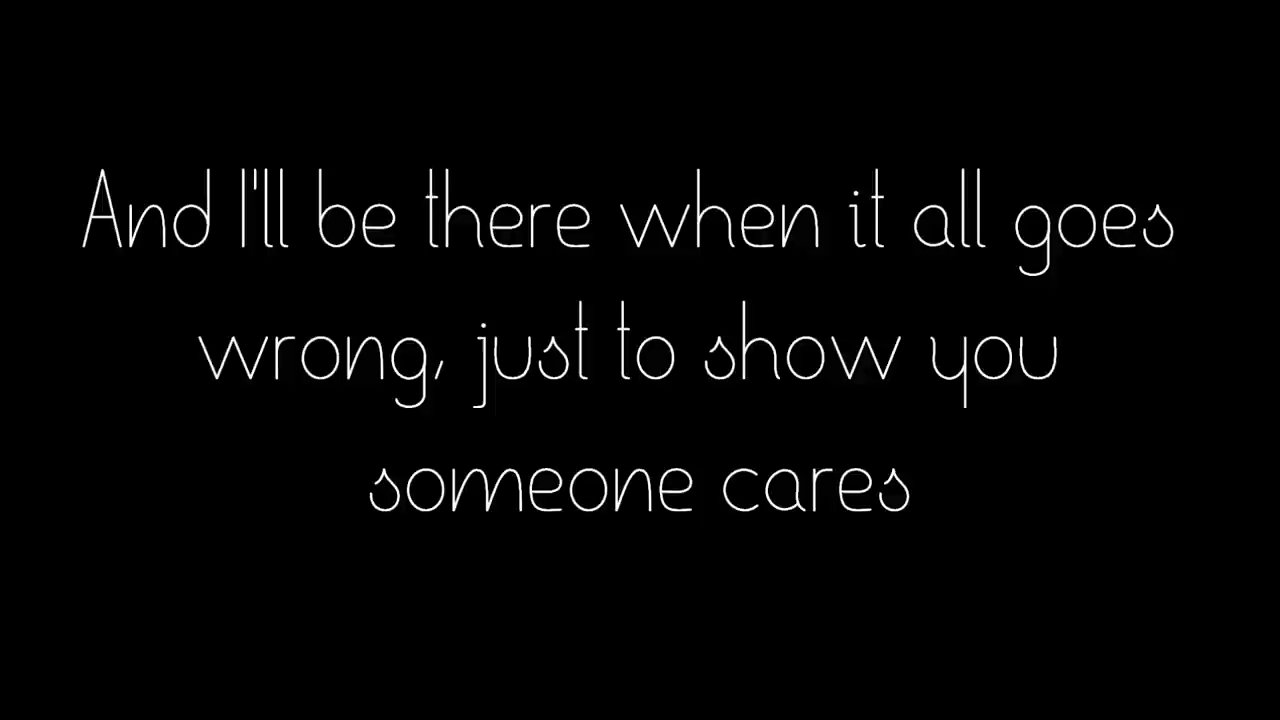 And I'll be there when it all goes
wrong, just to show you
someone cares